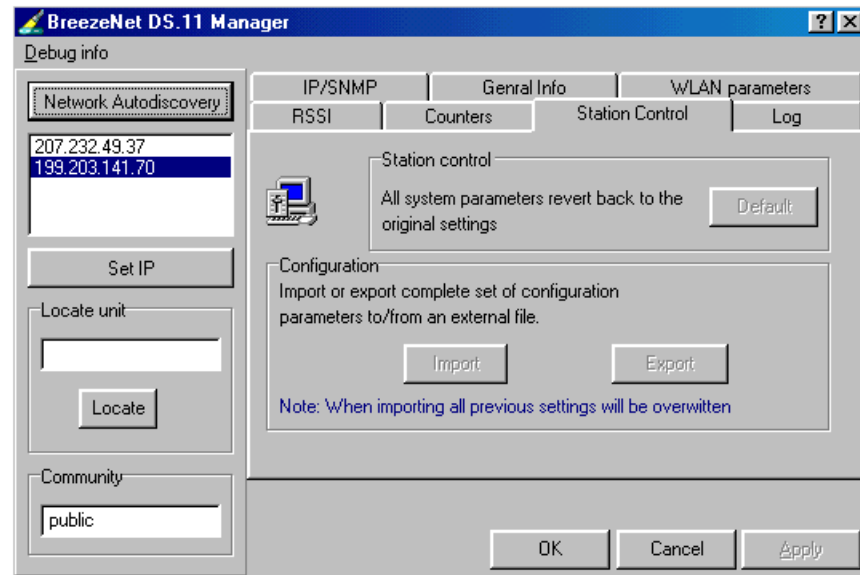 BreezeNet DS.11 Manager
Debug info
Network Autodiscovery
207.232.49.37
199.203.141.70
Set IP
Locate unit
Locate
Community
public
IP/SNMP
Genral Info
WLAN parameters
RSSI
Counters
Station Control
Log
Station control
All system parameters revert back to the
original settings
Default
Configuration
Import or export complete set of configuration
parameters to/from an external file.
Import
Export
Note: When importing all previous settings will be overwitten
OK
Cancel
Apply